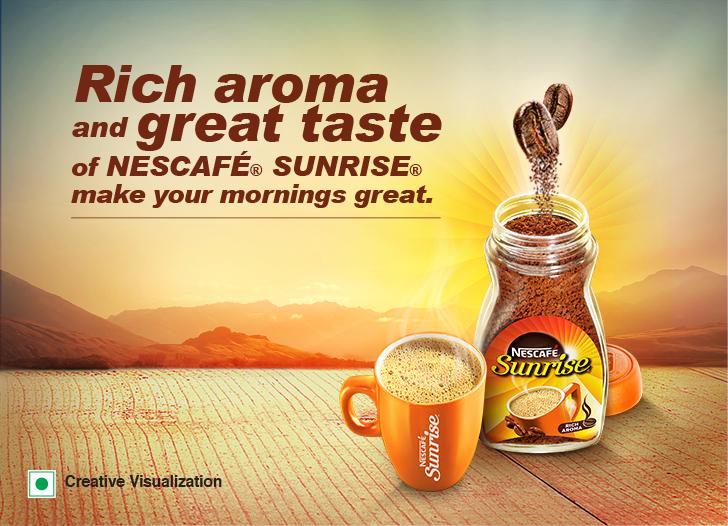 Rich aroma
and great taste
of NESCAFÉ® SUNRISE®
make your mornings great.
NESCAFÉ
Sunrise
RICH
AROMA
NESCAFÉ
Sunrise
Creative Visualization